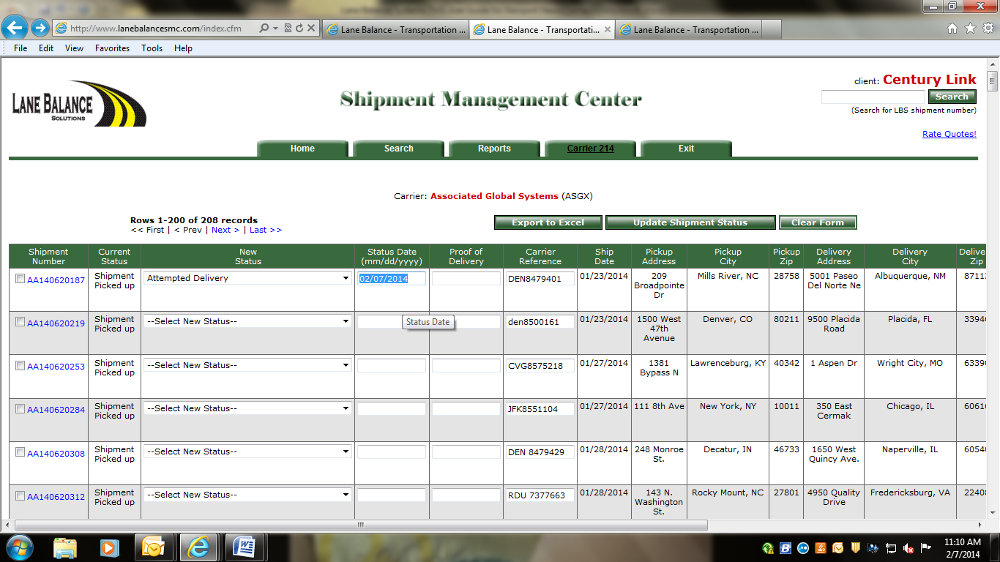 http://www.lanebalancesmc.com/index.cfm
Lane Balance - Transportation ...
Lane Balance - Transportati...
Lane Balance - Transportation ...
File Edit View Favorites Tools Help
LANE BALANCE
SOLUTIONS
Shipment Management Center
client: Century Link
Search
(Search for LBS shipment number)
Rate Quotes!
Home Search Reports Carrier 214 Exit
Carrier: Associated Global Systems (ASGX)
Rows 1-200 of 208 records
<< First | < Prev | Next > | Last >>
Export to Excel Update Shipment Status Clear Form
Shipment Number Current Status New Status Status Date (mm/dd/yyyy) Proof of Delivery Carrier Reference Ship Date Pickup Address Pickup City Pickup Zip Delivery Address Delivery City Zip
AA140620187 Shipment Picked up Attempted Delivery 02/07/2014 DEN8479401 01/23/2014 209 Broadpointe Dr Mills River, NC 28758 5001 Paseo Del Norte Ne Albuquerque, NM
AA140620219 Shipment Picked up --Select New Status-- den8500161 01/23/2014 1500 West 47th Avenue Denver, CO 80211 9500 Placida Road Placida, FL
Status Date
AA140620253 Shipment Picked up --Select New Status-- CVG8575218 01/27/2014 1381 Bypass N Lawrenceburg, KY 40342 1 Aspen Dr Wright City, MO
AA140620284 Shipment Picked up --Select New Status-- JFK8551104 01/27/2014 111 8th Ave New York, NY 10011 350 East Cermak Chicago, IL
AA140620308 Shipment Picked up --Select New Status-- DEN 8479429 01/28/2014 248 Monroe St. Decatur, IN 46733 1650 West Quincy Ave. Naperville, IL
AA140620312 Shipment Picked up --Select New Status-- RDU 7377663 01/28/2014 143 N. Washington St. Rocky Mount, NC 27801 4950 Quality Drive Fredericksburg, VA
11:10 AM
2/7/2014